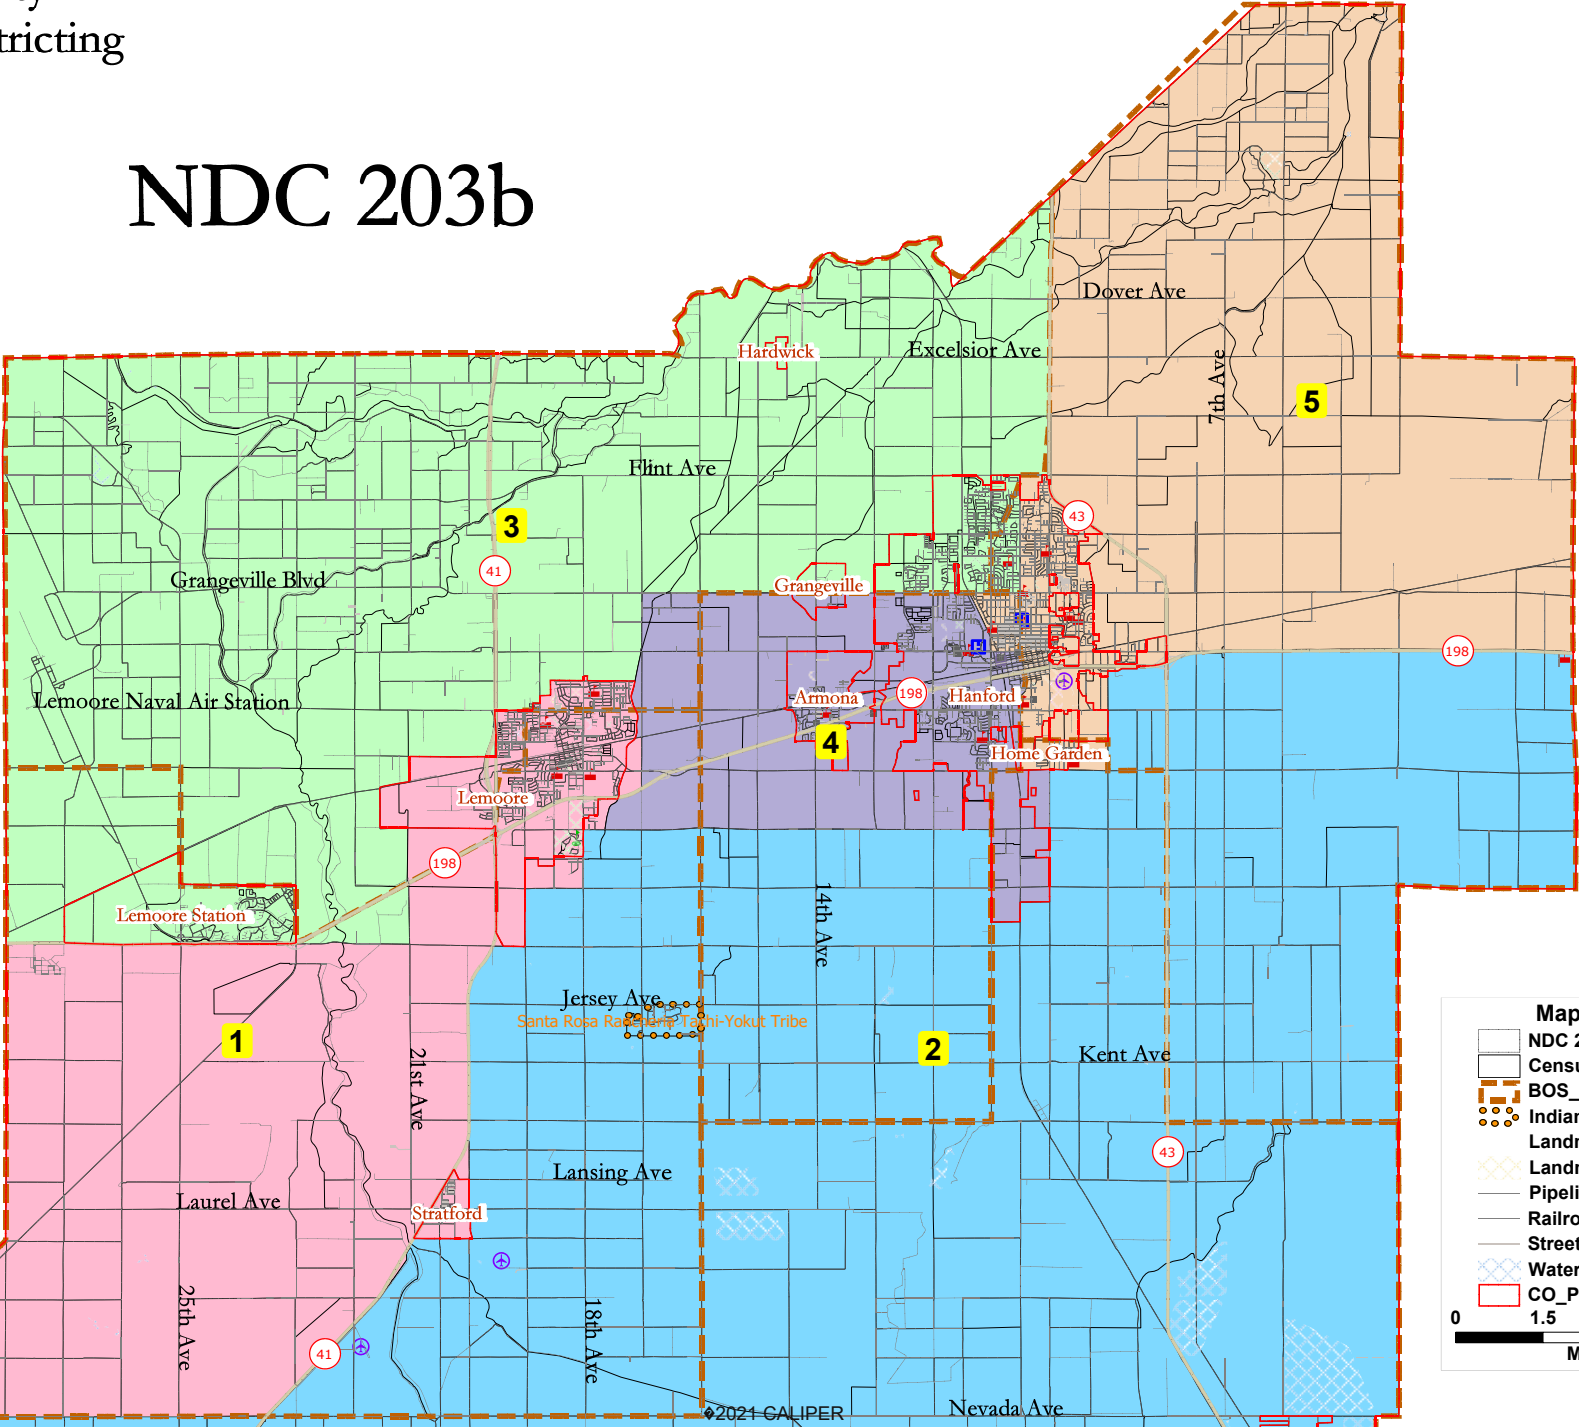 tricting
NDC 203b
Dover Ave
Hardwick
Excelsior Ave
7th Ave
5
Flint Ave
43
3
41
Grangeville Blvd
Grangeville
198
Lemoore Naval Air Station
Armona
198
Hanford
4
Home Garden
Lemoore
198
Lemoore Station
14th Ave
Jersey Ave
Santa Rosa Rancheria Tachi-Yokut Tribe
1
2
Kent Ave
21st Ave
43
Lansing Ave
Laurel Ave
Stratford
25th Ave
18th Ave
41
Nevada Ave
�2021 CALIPER
Map
NDC 2
Censu
BOS_
Indian
Landr
Landr
Pipeli
Railro
Street
Water
CO_P
0 1.5
M